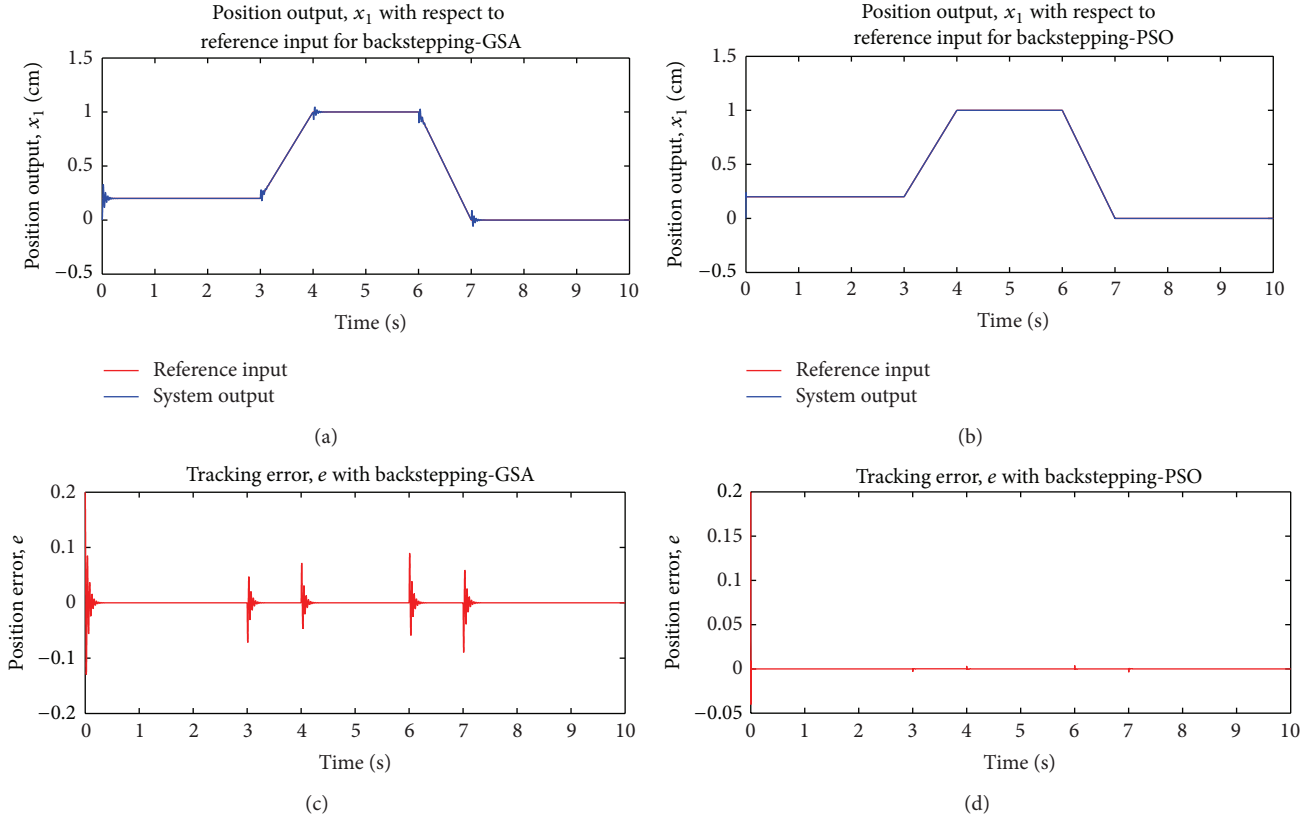 Position output, x1 with respect to
reference input for backstepping-GSA
1.5
1
0.5
0
−0.5
Position output, x1 (cm)
0 1 2 3 4 5 6 7 8 9 10
Time (s)
Reference input
System output
(a)
Position output, x1 with respect to
reference input for backstepping-PSO
1.5
1
0.5
0
−0.5
Position output, x1 (cm)
0 1 2 3 4 5 6 7 8 9 10
Time (s)
Reference input
System output
(b)
Tracking error, e with backstepping-GSA
0.2
0.1
0
−0.1
−0.2
Position error, e
0 1 2 3 4 5 6 7 8 9 10
Time (s)
(c)
Tracking error, e with backstepping-PSO
0.2
0.15
0.1
0.05
0
−0.05
Position error, e
0 1 2 3 4 5 6 7 8 9 10
Time (s)
(d)